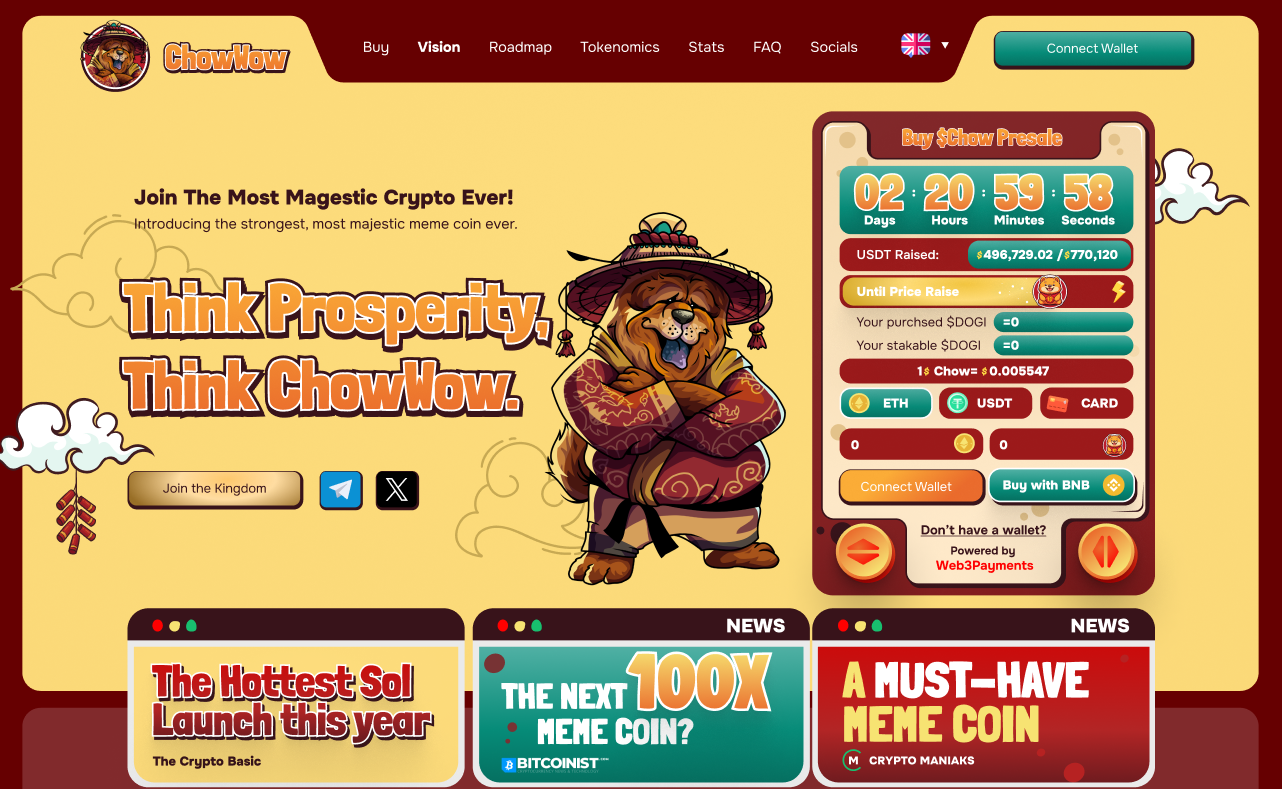 ChowWow
Buy Vision Roadmap Tokenomics Stats FAQ Socials
Connect Wallet
Join The Most Magestic Crypto Ever!
Introducing the strongest, most majestic meme coin ever.
Think Prosperity,
Think ChowWow.
Join the Kingdom
Buy $Chow Presale
02 : 20 : 59 : 58
Days Hours Minutes Seconds
USDT Raised: $496,729.02 /$770,120
Until Price Raise
Your purchsed $DOGI =0
Your stakable $DOGI =0
1$ Chow= $0.005547
ETH USDT CARD
0 0
Connect Wallet Buy with BNB
Don't have a wallet?
Powered by
Web3Payments
The Hottest Sol
Launch this year
The Crypto Basic
NEWS
THE NEXT 100X
MEME COIN?
BITCOINIST
NEWS
A MUST-HAVE
MEME COIN
M CRYPTO MANIAKS